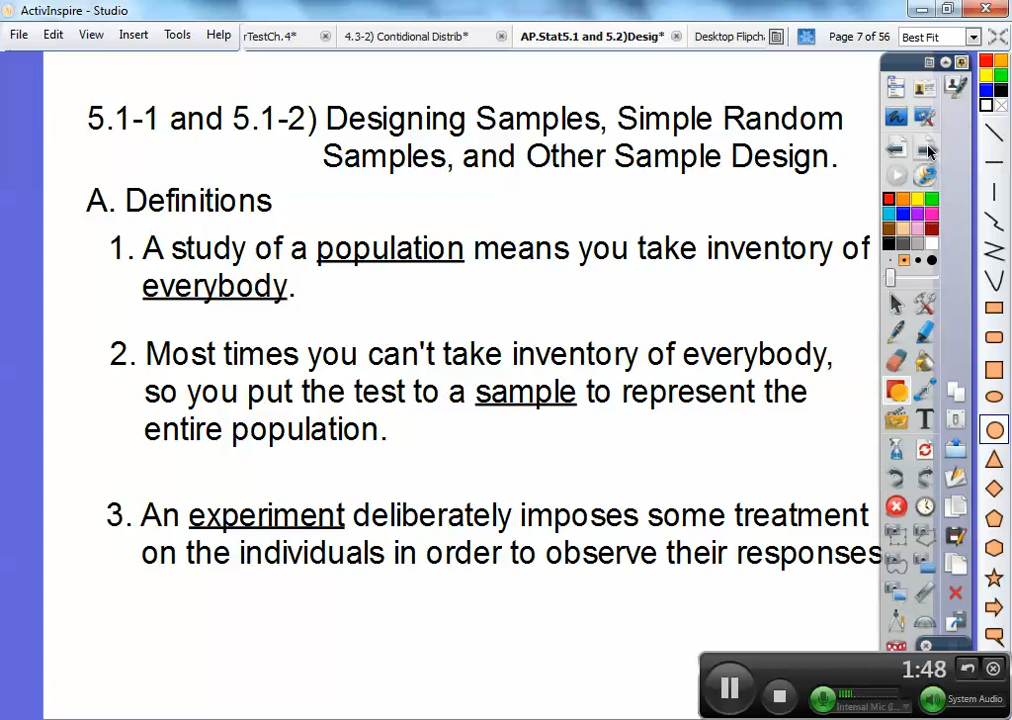 ActivInspire - Studio
File Edit View Insert Tools Help rTestCh.4* 4.3-2) Contidional Distrib* AP.Stat5.1 and 5.2)Desig* Desktop Flipch Page 7 of 56 Best Fit
5.1-1 and 5.1-2) Designing Samples, Simple Random
Samples, and Other Sample Design.
A. Definitions
1. A study of a population means you take inventory of
everybody.
2. Most times you can't take inventory of everybody,
so you put the test to a sample to represent the
entire population.
3. An experiment deliberately imposes some treatment
on the individuals in order to observe their responses
T
1:48
Internal Mic (I... System Audio